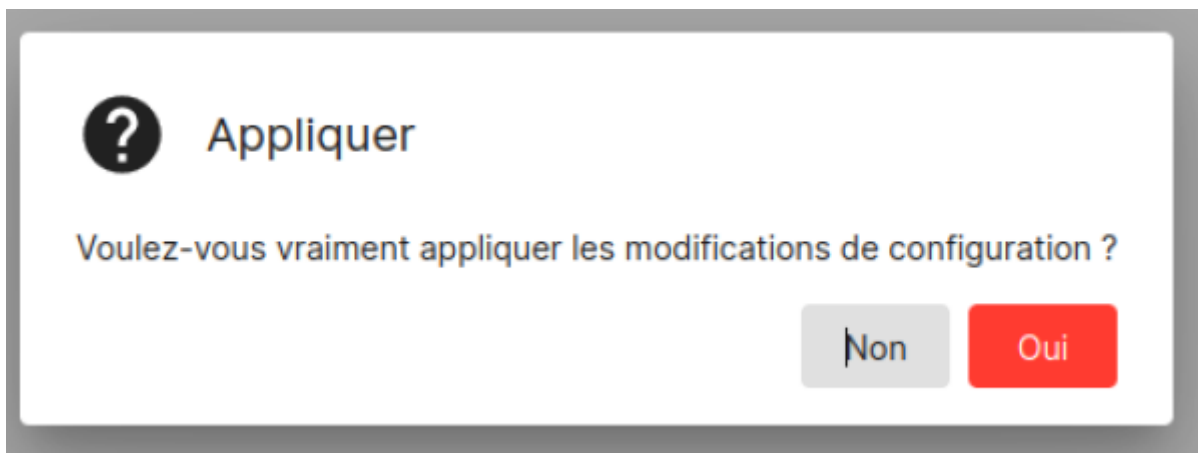 Appliquer
Voulez-vous vraiment appliquer les modifications de configuration ?
Non
Oui